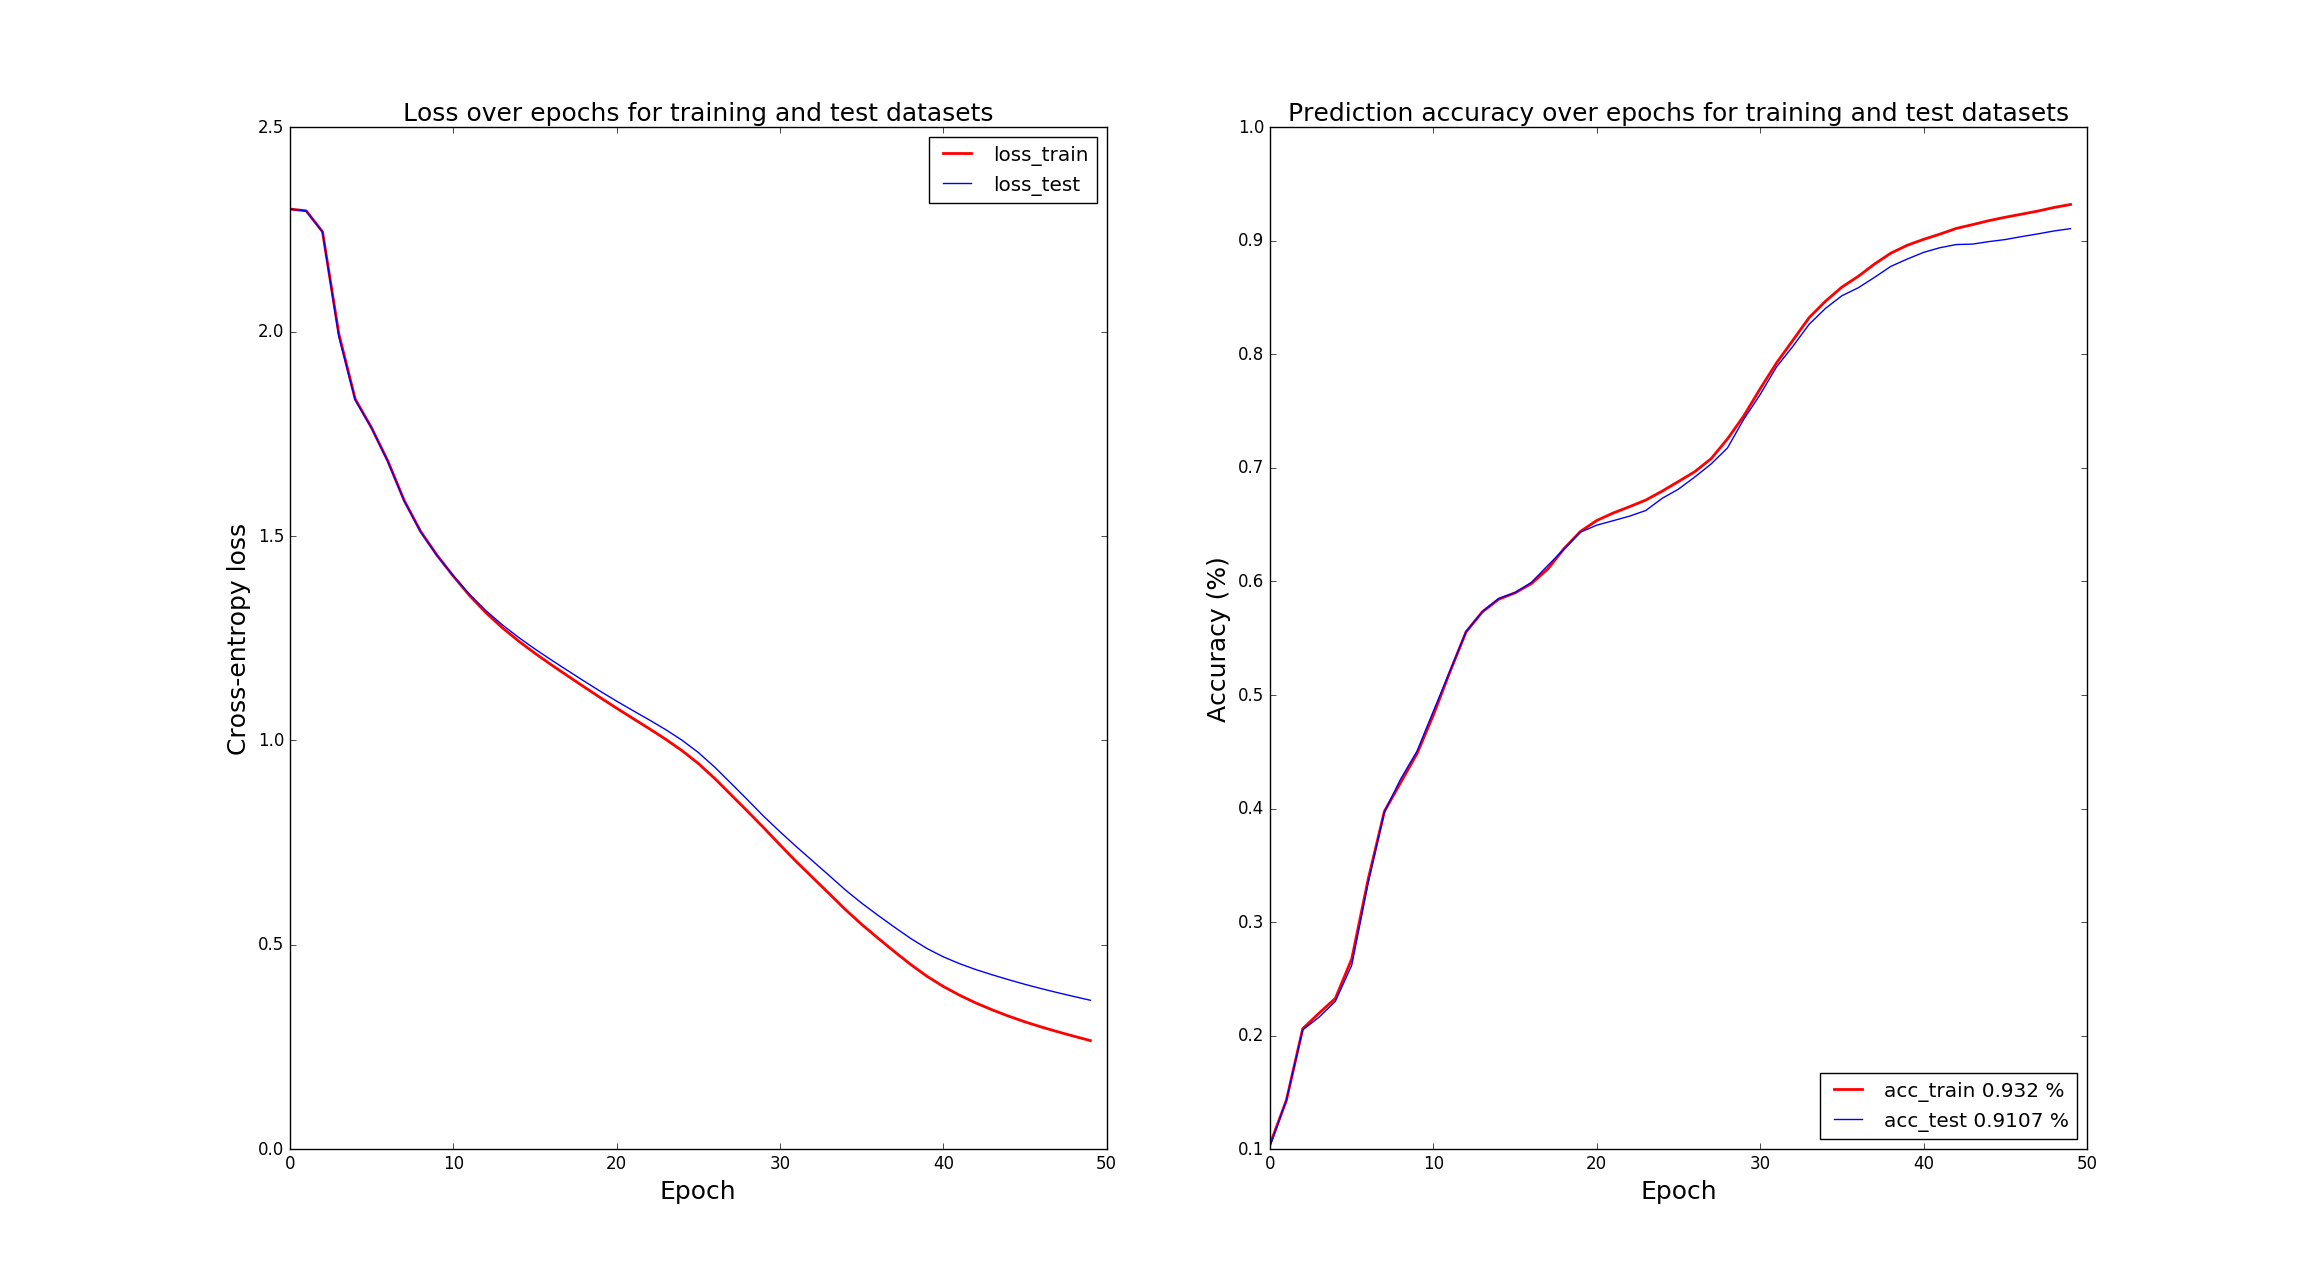 Loss over epochs for training and test datasets
2.5
2.0
1.5
1.0
0.5
0.0
Cross-entropy loss
loss_train
loss_test
0 10 20 30 40 50
Epoch
Prediction accuracy over epochs for training and test datasets
1.0
0.9
0.8
0.7
0.6
0.5
0.4
0.3
0.2
0.1
Accuracy (%)
acc_train 0.932 %
acc_test 0.9107 %
0 10 20 30 40 50
Epoch